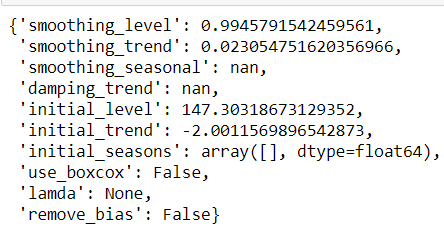 {'smoothing_level': 0.9945791542459561,
'smoothing_trend': 0.023054751620356966,
'smoothing_seasonal': nan,
'damping_trend': nan,
'initial_level': 147.30318673129352,
'initial_trend': -2.0011569896542873,
'initial_seasons': array([], dtype=float64),
'use_boxcox': False,
'lamda': None,
'remove_bias': False}